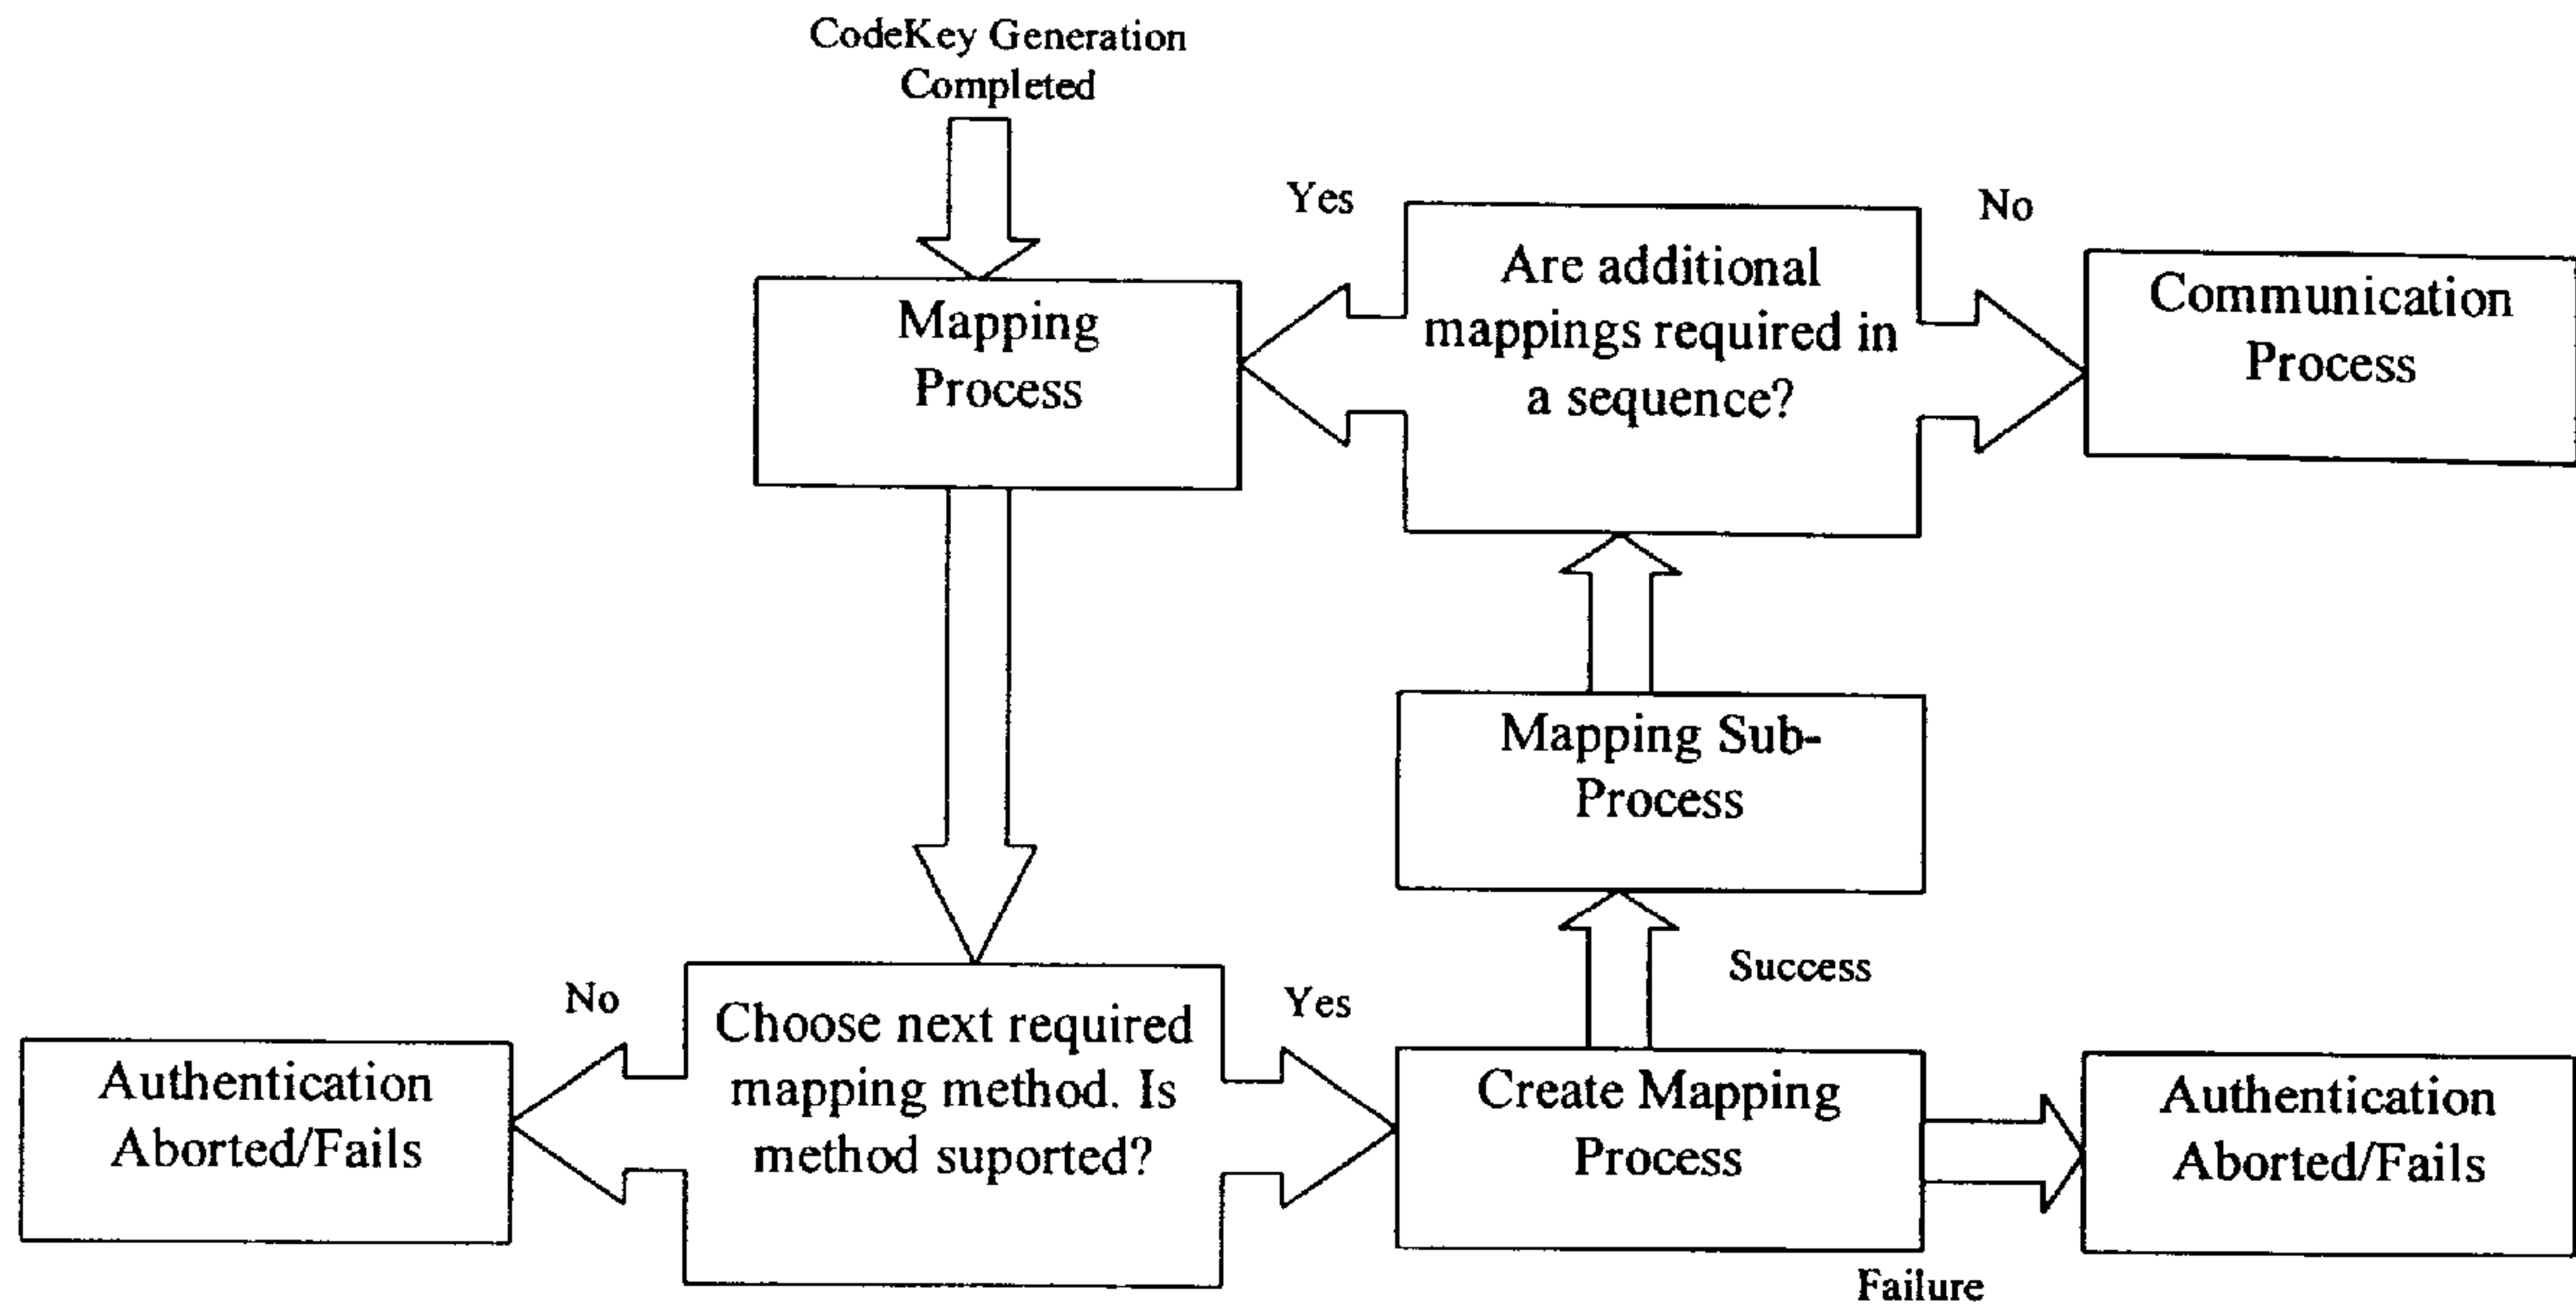 CodeKey Generation
Completed
Mapping
Process
Yes
Are additional
mappings required in
a sequence?
No
Communication
Process
Mapping Sub-
Process
Success
No
Choose next required
mapping method. Is
method suported?
Yes
Authentication
Aborted/Fails
Create Mapping
Process
Failure
Authentication
Aborted/Fails